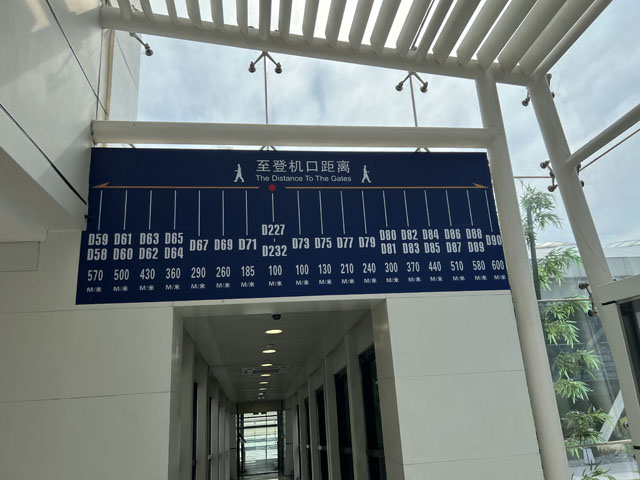 至登机口距离
The Distance To The Gates
D59 D61 D63 D65 D67 D69 D71 D227 D73 D75 D77 D79 D80 D82 D84 D86 D88 D90
D58 D60 D62 D64 D232 D81 D83 D85 D87 D89
570 500 430 360 290 260 185 100 100 130 210 240 300 370 440 510 580 600
M/米 M/米 M/米 M/米 M/米 M/米 M/米 M/米 M/米 M/米 M/米 M/米 M/米 M/米 M/米 M/米 M/米 M/米